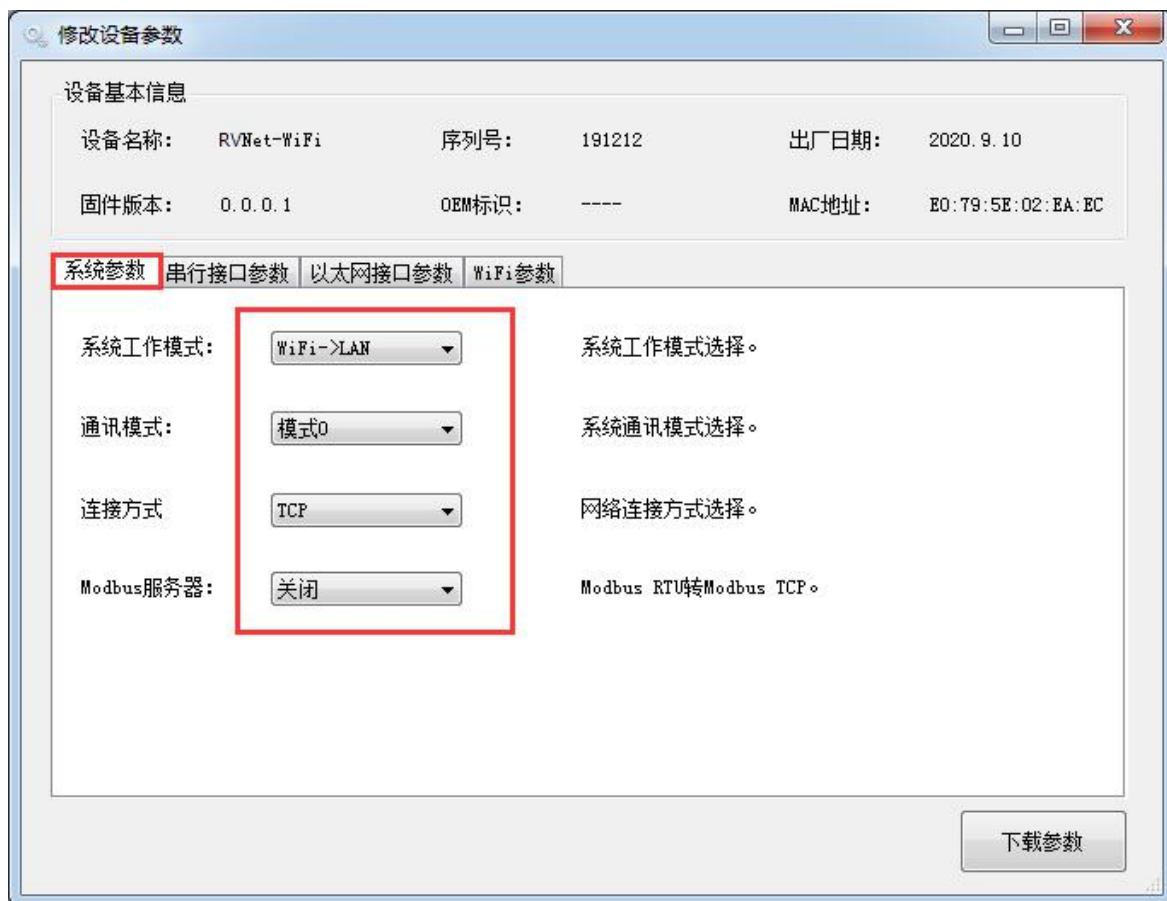 修改设备参数
设备基本信息
设备名称: RVNet-WiFi 序列号: 191212 出厂日期: 2020.9.10
固件版本: 0.0.0.1 OEM标识: ---- MAC地址: E0:79:5E:02:EA:EC
系统参数 串行接口参数 以太网接口参数 WiFi参数
系统工作模式: WiFi->LAN 系统工作模式选择。
通讯模式: 模式0 系统通讯模式选择。
连接方式 TCP 网络连接方式选择。
Modbus服务器: 关闭 Modbus RTU转Modbus TCP。
下载参数